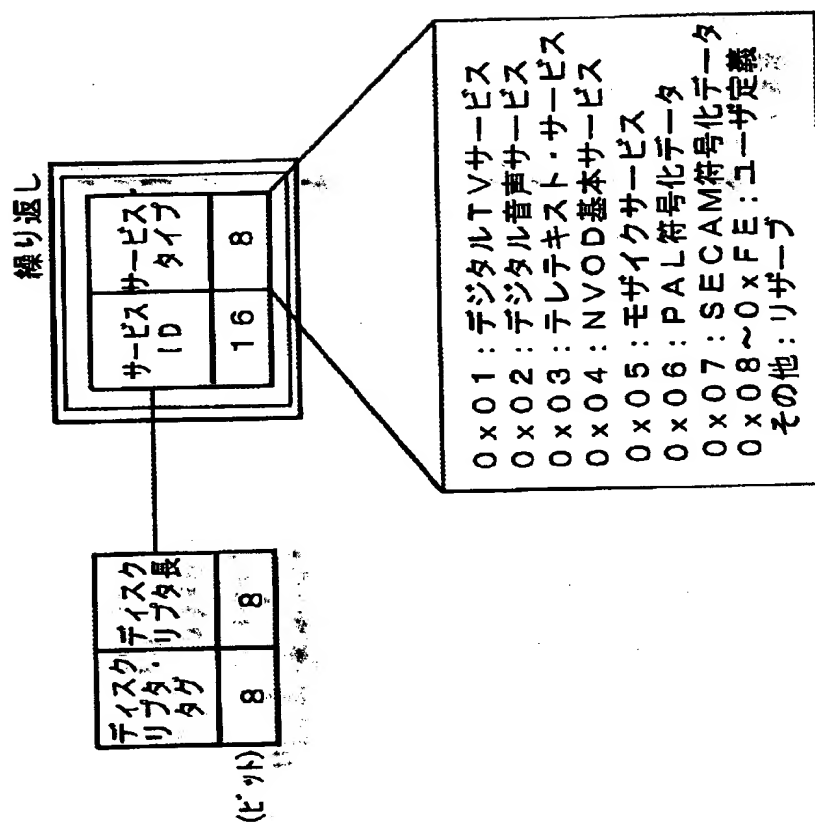 繰り返し
ディスク
リプタ・
タグ
ディスク
リプタ長
サービス
ID
サービス・
タイプ
(ビット)
8
8
16
8
0x01:デジタルTVサービス
0x02:デジタル音声サービス
0x03:テレテキスト・サービス
0x04:NVOD基本サービス
0x05:モザイクサービス
0x06:PAL符号化データ
0x07:SECAM符号化データ
0x08~0xFE:ユーザ定義
その他:リザーブ